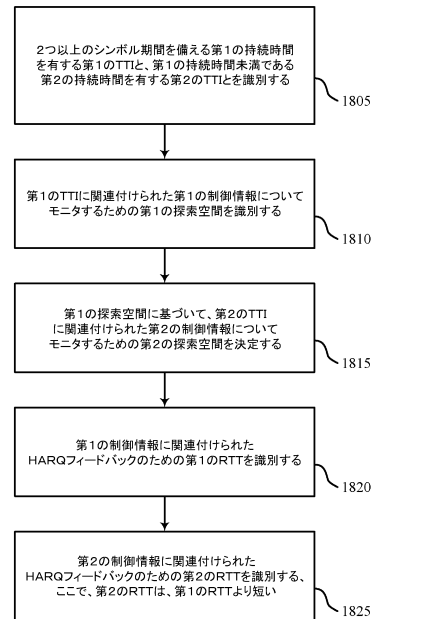 2つ以上のシンボル期間を備える第1の持続時間
を有する第1のTTIと、第1の持続時間未満である
第2の持続時間を有する第2のTTIとを識別する
1805
第1のTTIに関連付けられた第1の制御情報について
モニタするための第1の探索空間を識別する
1810
第1の探索空間に基づいて、第2のTTI
に関連付けられた第2の制御情報について
モニタするための第2の探索空間を決定する
1815
第1の制御情報に関連付けられた
HARQフィードバックのための第1のRTTを識別する
1820
第2の制御情報に関連付けられた
HARQフィードバックのための第2のRTTを識別する、
ここで、第2のRTTは、第1のRTTより短い
1825